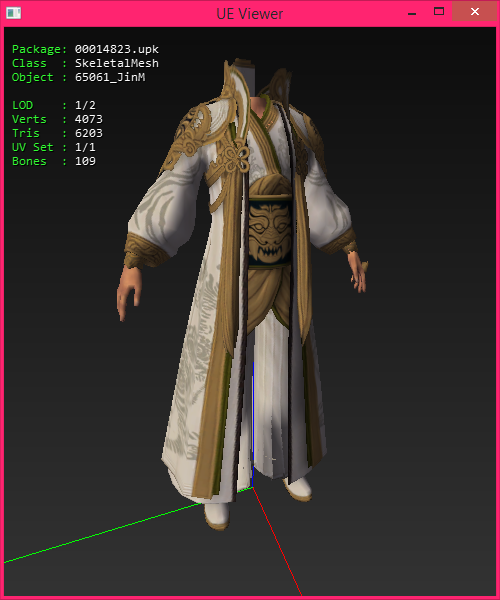 UE Viewer
Package: 00014823.upk
Class : SkeletalMesh
Object : 65061_JinM
LOD : 1/2
Verts : 4073
Tris : 6203
UV Set : 1/1
Bones : 109